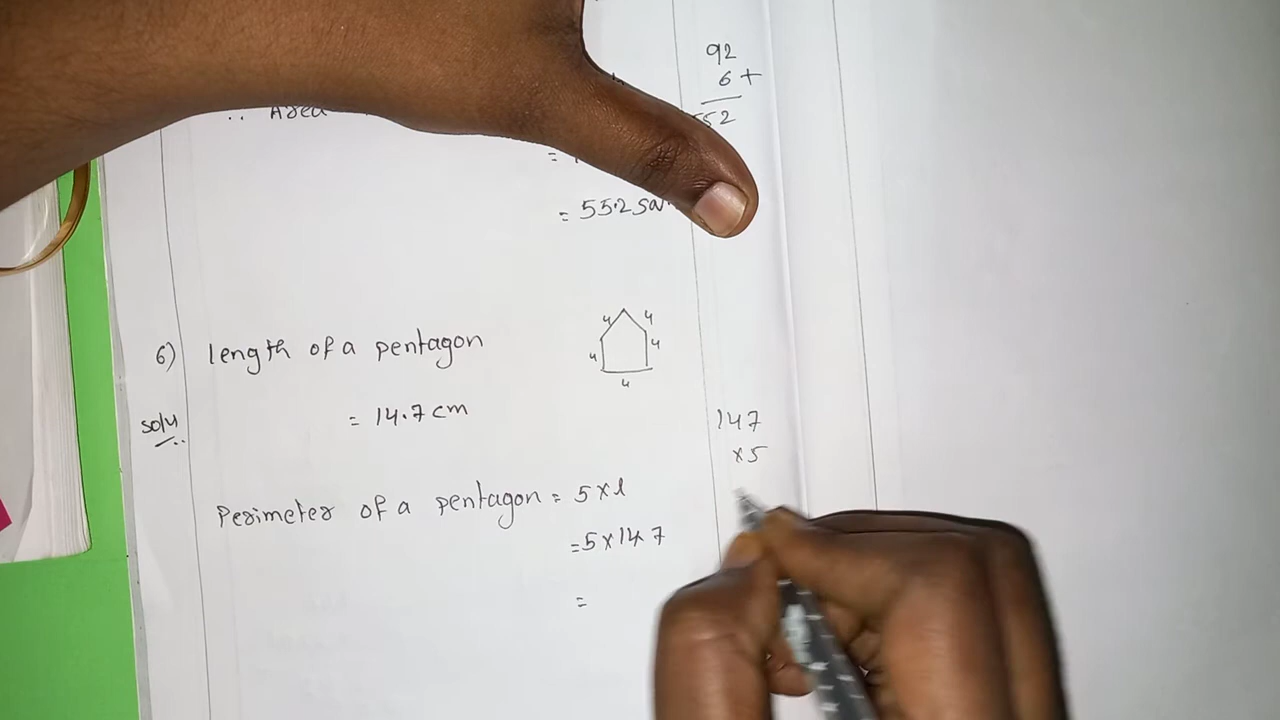 92
6 +
52
∴ Area
=
= 55.2 sq.
6) length of a pentagon
4 4
4 4
4
soln = 14.7 cm
147
×5
Perimeter of a pentagon = 5×l
= 5×14.7
=